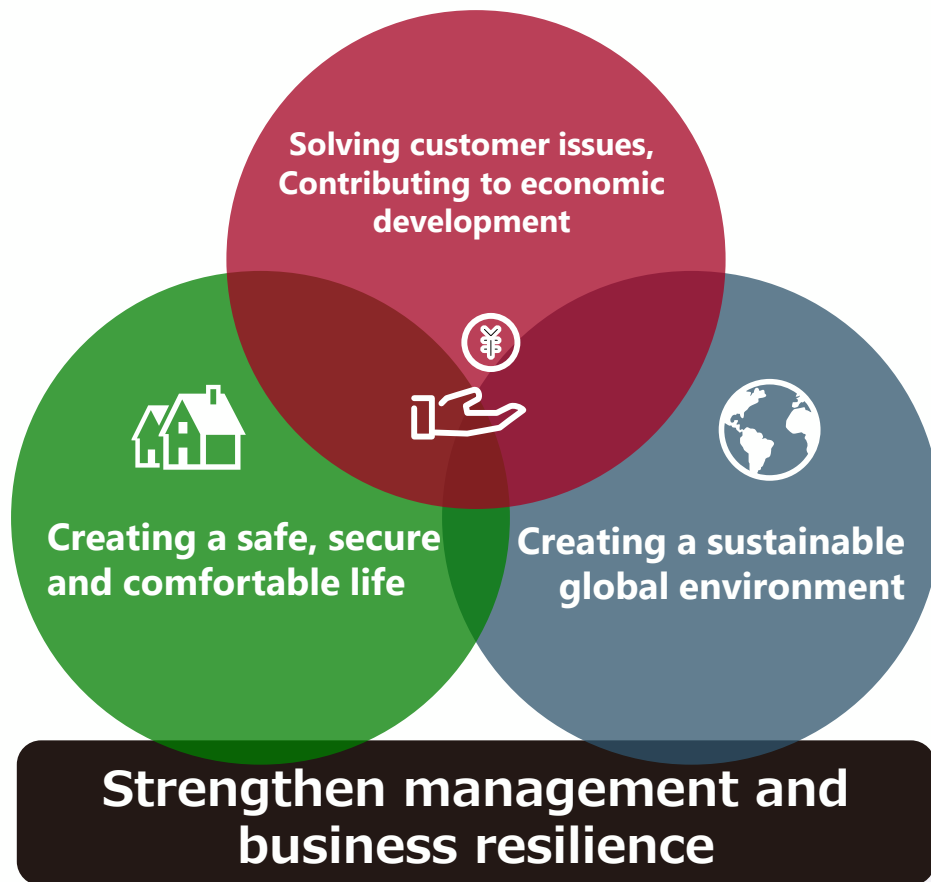 Solving customer issues,
Contributing to economic
development
¥
Creating a safe, secure
and comfortable life
Creating a sustainable
global environment
Strengthen management and
business resilience